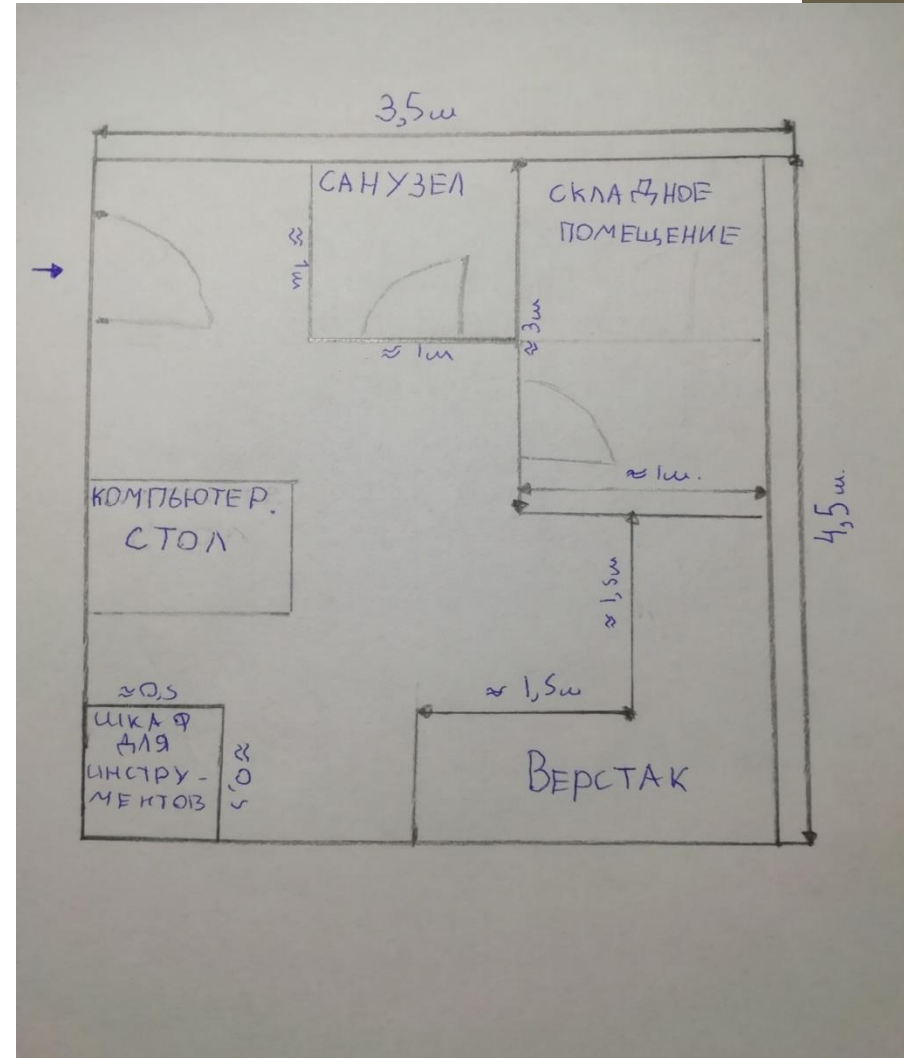 3,5м
САНУЗЕЛ
СКЛАДНОЕ
ПОМЕЩЕНИЕ
≈ 1м
≈ 1м
≈ 3м
≈ 1м.
КОМПЬЮТЕР.
СТОЛ
4,5м.
≈ 1,5м
≈ 1,5м
≈0,5
ШКАФ
ДЛЯ
ИНСТРУ-
МЕНТОВ
≈ 0,5
ВЕРСТАК